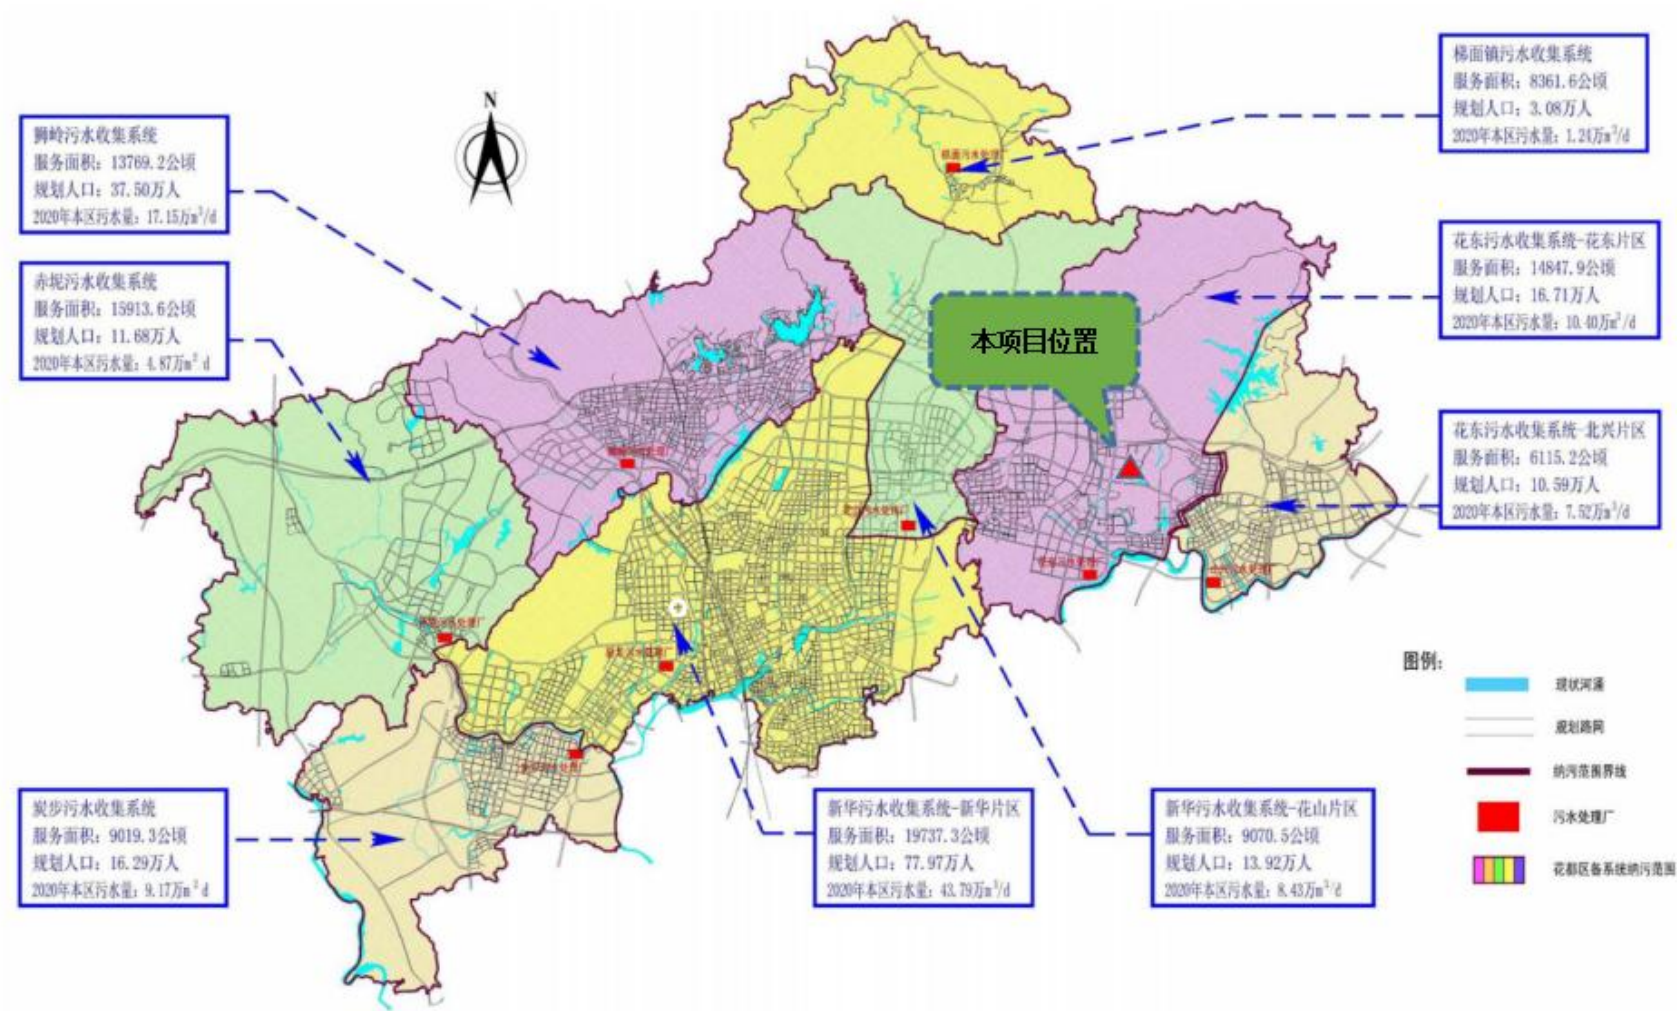 N
梯面镇污水收集系统
服务面积：8361.6公顷
规划人口：3.08万人
2020年本区污水量：1.24万m³/d
狮岭污水收集系统
服务面积：13769.2公顷
规划人口：37.50万人
2020年本区污水量：17.15万m³/d
花东污水收集系统-花东片区
服务面积：14847.9公顷
规划人口：16.71万人
2020年本区污水量：10.40万m³/d
赤坭污水收集系统
服务面积：15913.6公顷
规划人口：11.68万人
2020年本区污水量：4.87万m³ d
本项目位置
花东污水收集系统-北兴片区
服务面积：6115.2公顷
规划人口：10.59万人
2020年本区污水量：7.52万m³/d
梯面污水处理
炭步污水收集系统
服务面积：9019.3公顷
规划人口：16.29万人
2020年本区污水量：9.17万m³ d
新华污水收集系统-新华片区
服务面积：19737.3公顷
规划人口：77.97万人
2020年本区污水量：43.79万m³/d
新华污水收集系统-花山片区
服务面积：9070.5公顷
规划人口：13.92万人
2020年本区污水量：8.43万m³/d
图例：
现状河涌
规划路网
纳污范围界线
污水处理厂
花都区各系统纳污范围